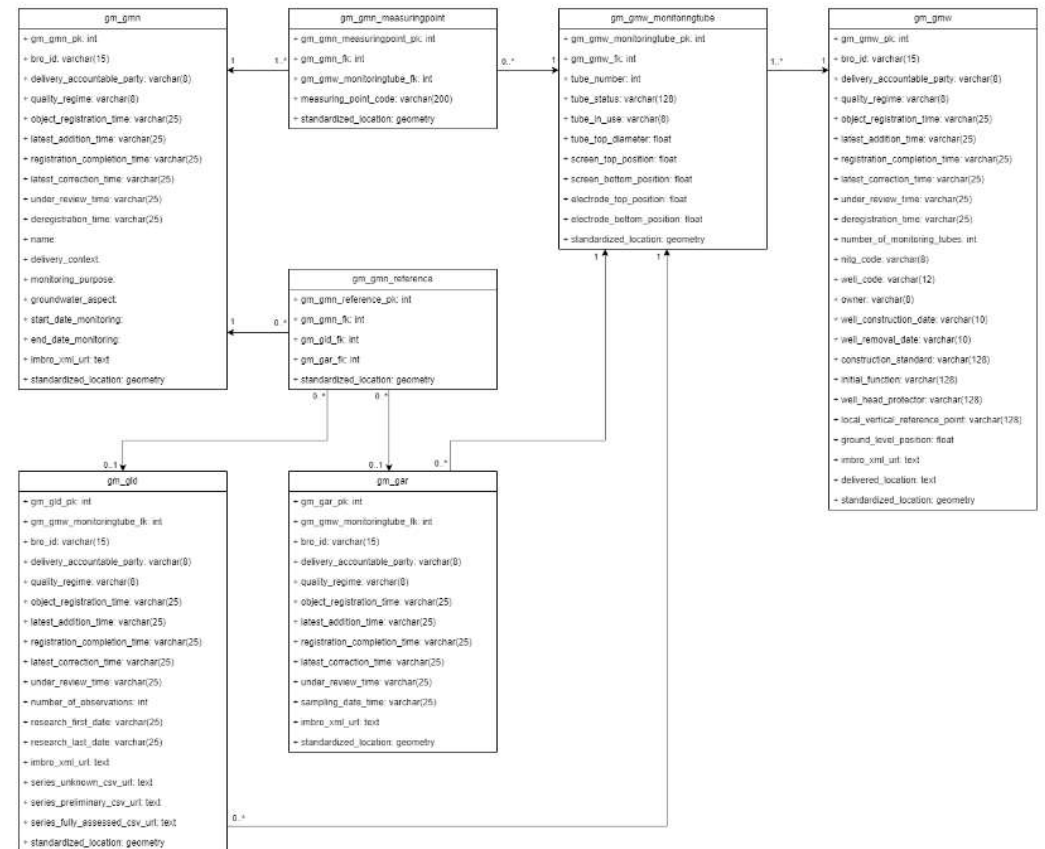 gm_gmn
+ gm_gmn_pk: int
+ bro_id: varchar(15)
+ delivery_accountable_party: varchar(8)
+ quality_regime: varchar(8)
+ object_registration_time: varchar(25)
+ latest_addition_time: varchar(25)
+ registration_completion_time: varchar(25)
+ latest_correction_time: varchar(25)
+ under_review_time: varchar(25)
+ deregistration_time: varchar(25)
+ name:
+ delivery_context:
+ monitoring_purpose:
+ groundwater_aspect:
+ start_date_monitoring:
+ end_date_monitoring:
+ imbro_xml_url: text
+ standardized_location: geometry
1
1..*
gm_gmn_measuringpoint
+ gm_gmn_measuringpoint_pk: int
+ gm_gmn_fk: int
+ gm_gmw_monitoringtube_fk: int
+ measuring_point_code: varchar(200)
+ standardized_location: geometry
0..*
1
gm_gmw_monitoringtube
+ gm_gmw_monitoringtube_pk: int
+ gm_gmw_fk: int
+ tube_number: int
+ tube_status: varchar(128)
+ tube_in_use: varchar(8)
+ tube_top_diameter: float
+ screen_top_position: float
+ screen_bottom_position: float
+ electrode_top_position: float
+ electrode_bottom_position: float
+ standardized_location: geometry
1..*
1
gm_gmw
+ gm_gmw_pk: int
+ bro_id: varchar(15)
+ delivery_accountable_party: varchar(8)
+ quality_regime: varchar(8)
+ object_registration_time: varchar(25)
+ latest_addition_time: varchar(25)
+ registration_completion_time: varchar(25)
+ latest_correction_time: varchar(25)
+ under_review_time: varchar(25)
+ deregistration_time: varchar(25)
+ number_of_monitoring_tubes: int
+ nitg_code: varchar(8)
+ well_code: varchar(12)
+ owner: varchar(8)
+ well_construction_date: varchar(10)
+ well_removal_date: varchar(10)
+ construction_standard: varchar(128)
+ initial_function: varchar(128)
+ well_head_protector: varchar(128)
+ local_vertical_reference_point: varchar(128)
+ ground_level_position: float
+ imbro_xml_url: text
+ delivered_location: text
+ standardized_location: geometry
1
1
1
0..*
gm_gmn_reference
+ gm_gmn_reference_pk: int
+ gm_gmn_fk: int
+ gm_gld_fk: int
+ gm_gar_fk: int
+ standardized_location: geometry
0..*
0..*
0..1
0..1
0..*
gm_gld
+ gm_gld_pk: int
+ gm_gmw_monitoringtube_fk: int
+ bro_id: varchar(15)
+ delivery_accountable_party: varchar(8)
+ quality_regime: varchar(8)
+ object_registration_time: varchar(25)
+ latest_addition_time: varchar(25)
+ registration_completion_time: varchar(25)
+ latest_correction_time: varchar(25)
+ under_review_time: varchar(25)
+ number_of_observations: int
+ research_first_date: varchar(25)
+ research_last_date: varchar(25)
+ imbro_xml_url: text
+ series_unknown_csv_url: text
+ series_preliminary_csv_url: text
+ series_fully_assessed_csv_url: text
+ standardized_location: geometry
0..*
gm_gar
+ gm_gar_pk: int
+ gm_gmw_monitoringtube_fk: int
+ bro_id: varchar(15)
+ delivery_accountable_party: varchar(8)
+ quality_regime: varchar(8)
+ object_registration_time: varchar(25)
+ latest_addition_time: varchar(25)
+ registration_completion_time: varchar(25)
+ latest_correction_time: varchar(25)
+ under_review_time: varchar(25)
+ sampling_date_time: varchar(25)
+ imbro_xml_url: text
+ standardized_location: geometry